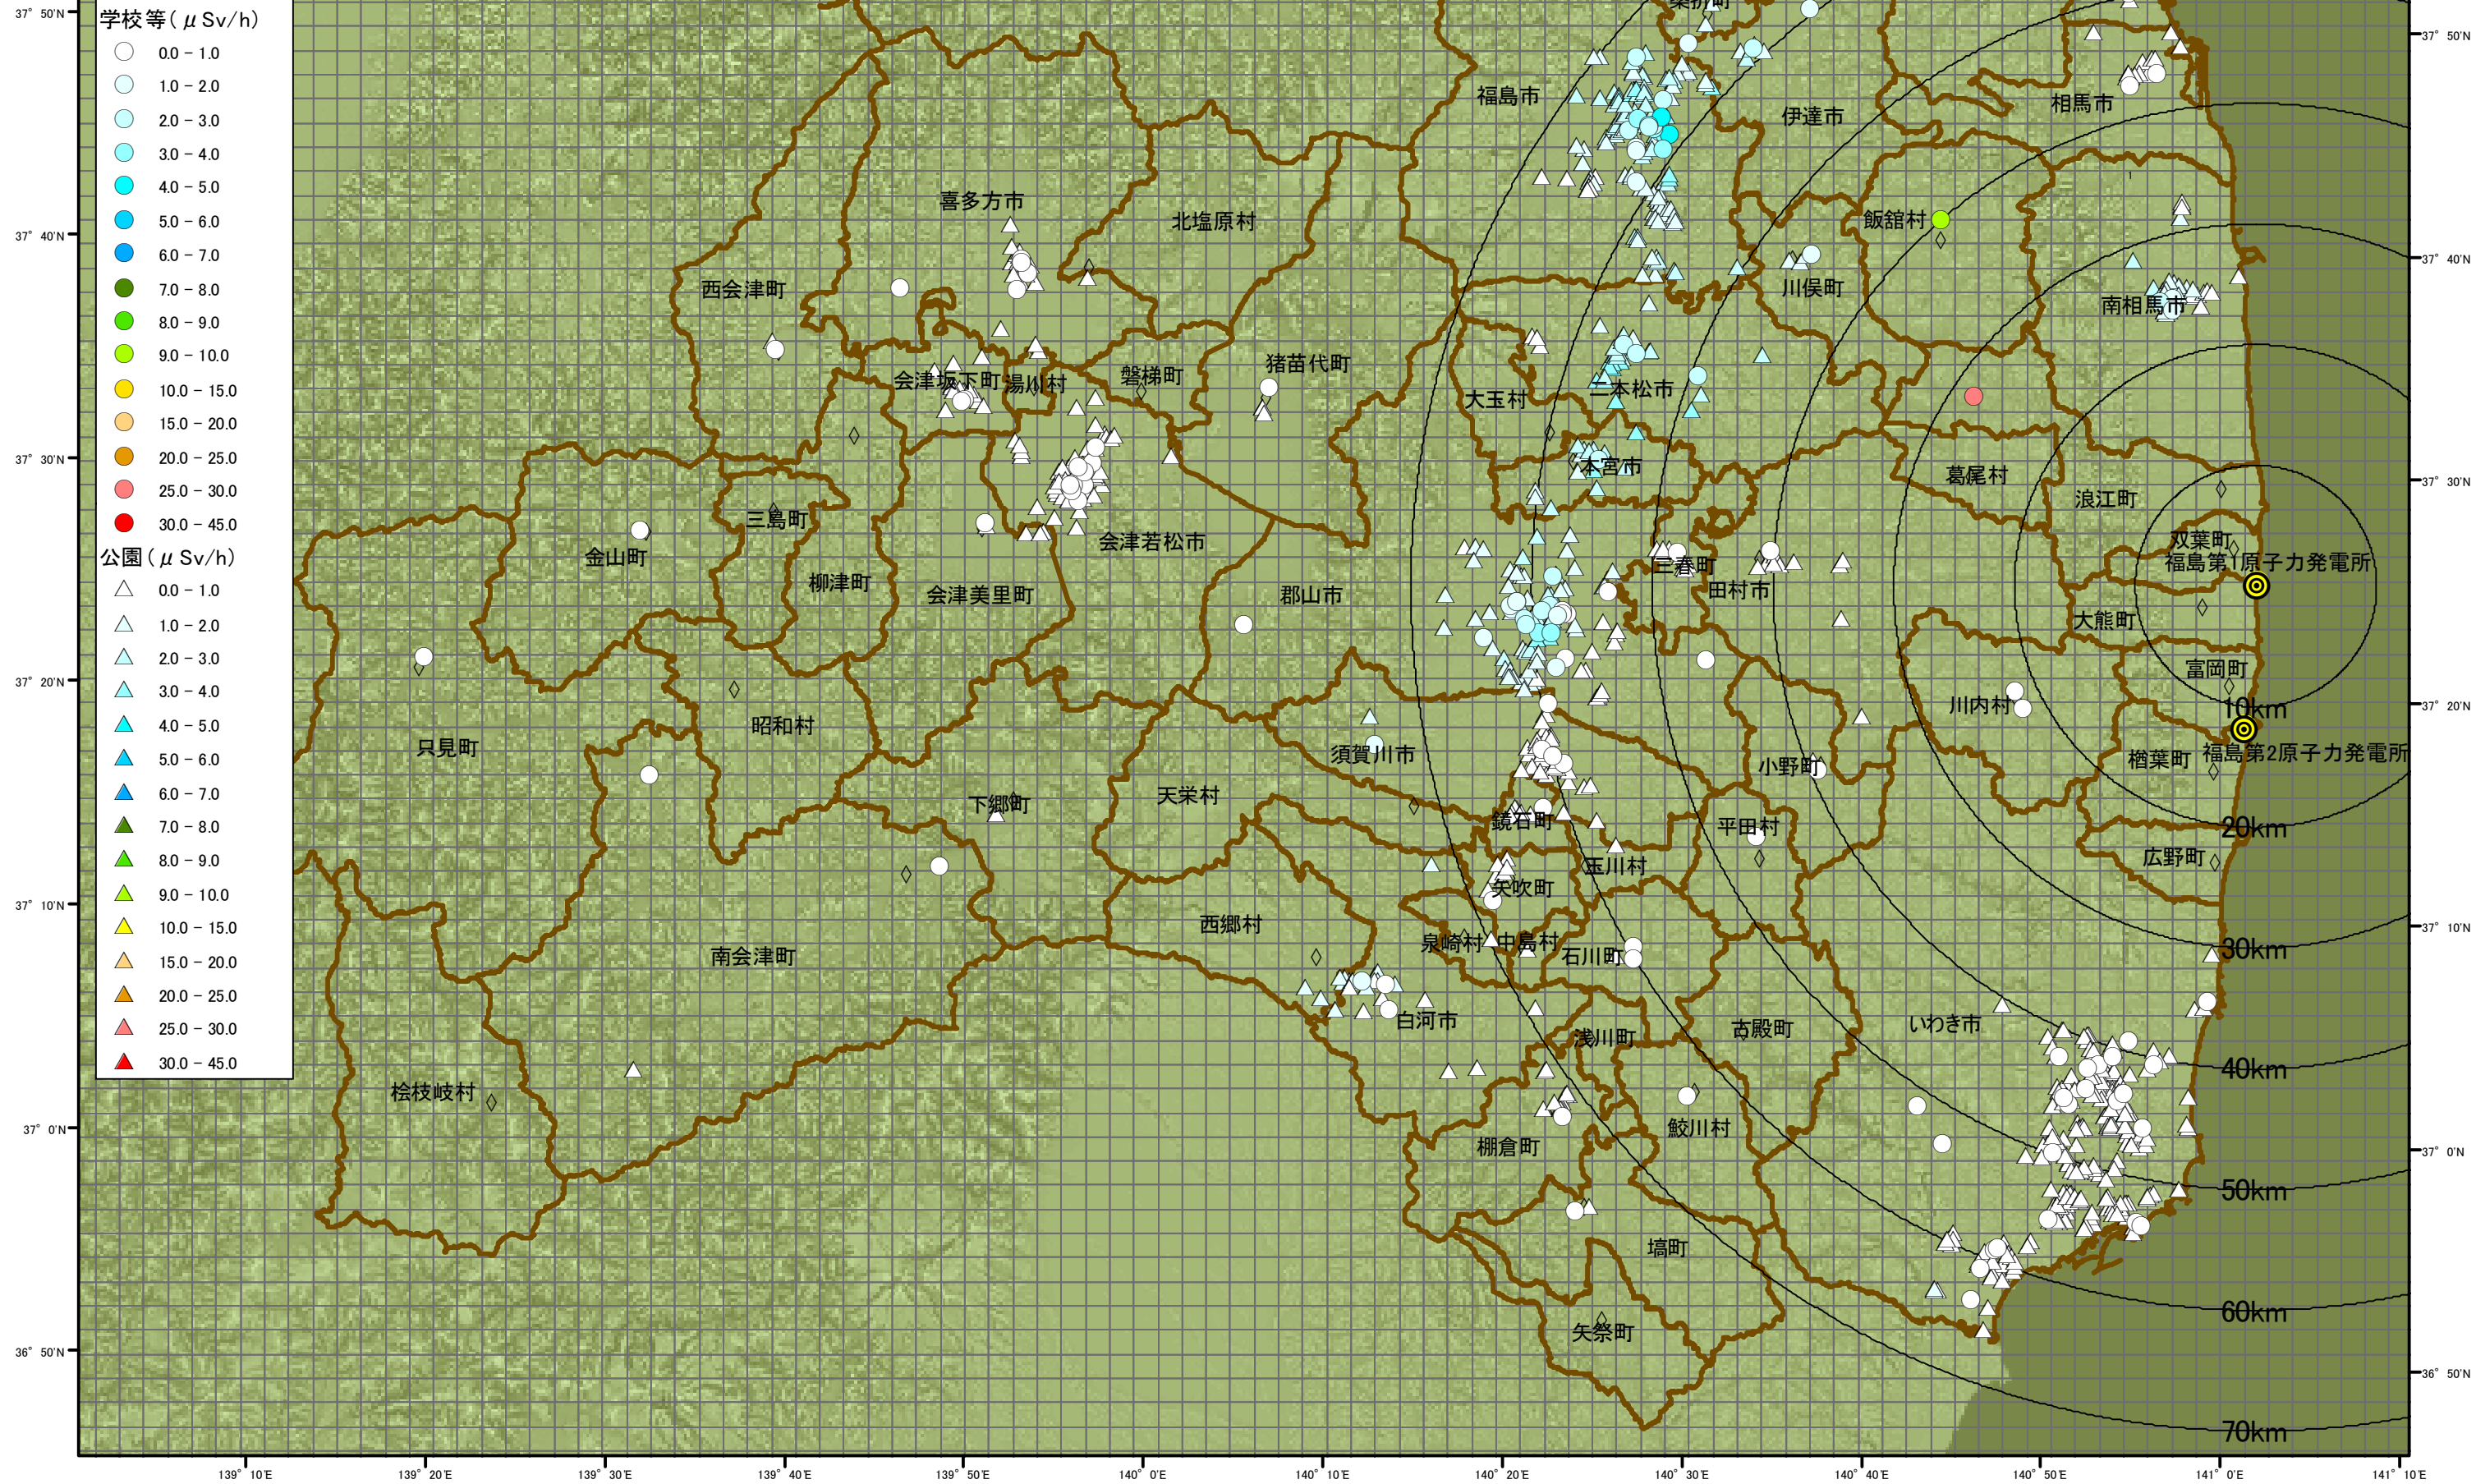 学校等(μSv/h)
0.0 - 1.0
1.0 - 2.0
2.0 - 3.0
3.0 - 4.0
4.0 - 5.0
5.0 - 6.0
6.0 - 7.0
7.0 - 8.0
8.0 - 9.0
9.0 - 10.0
10.0 - 15.0
15.0 - 20.0
20.0 - 25.0
25.0 - 30.0
30.0 - 45.0
公園(μSv/h)
0.0 - 1.0
1.0 - 2.0
2.0 - 3.0
3.0 - 4.0
4.0 - 5.0
5.0 - 6.0
6.0 - 7.0
7.0 - 8.0
8.0 - 9.0
9.0 - 10.0
10.0 - 15.0
15.0 - 20.0
20.0 - 25.0
25.0 - 30.0
30.0 - 45.0
37° 50'N
37° 40'N
37° 30'N
37° 20'N
37° 10'N
37° 0'N
36° 50'N
桑折町
福島市
伊達市
相馬市
喜多方市
北塩原村
飯舘村
西会津町
川俣町
南相馬市
猪苗代町
会津坂下町
湯川村
磐梯町
大玉村
二本松市
本宮市
葛尾村
浪江町
三島町
金山町
会津若松市
双葉町
福島第1原子力発電所
三春町
田村市
柳津町
会津美里町
郡山市
大熊町
富岡町
川内村
10km
昭和村
只見町
須賀川市
福島第2原子力発電所
楢葉町
小野町
天栄村
下郷町
鏡石町
平田村
20km
広野町
玉川村
矢吹町
西郷村
泉崎村
中島村
30km
石川町
南会津町
白河市
いわき市
古殿町
浅川町
40km
桧枝岐村
鮫川村
棚倉町
50km
塙町
60km
矢祭町
70km
37° 50'N
37° 40'N
37° 30'N
37° 20'N
37° 10'N
37° 0'N
36° 50'N
139° 10'E
139° 20'E
139° 30'E
139° 40'E
139° 50'E
140° 0'E
140° 10'E
140° 20'E
140° 30'E
140° 40'E
140° 50'E
141° 0'E
141° 10'E